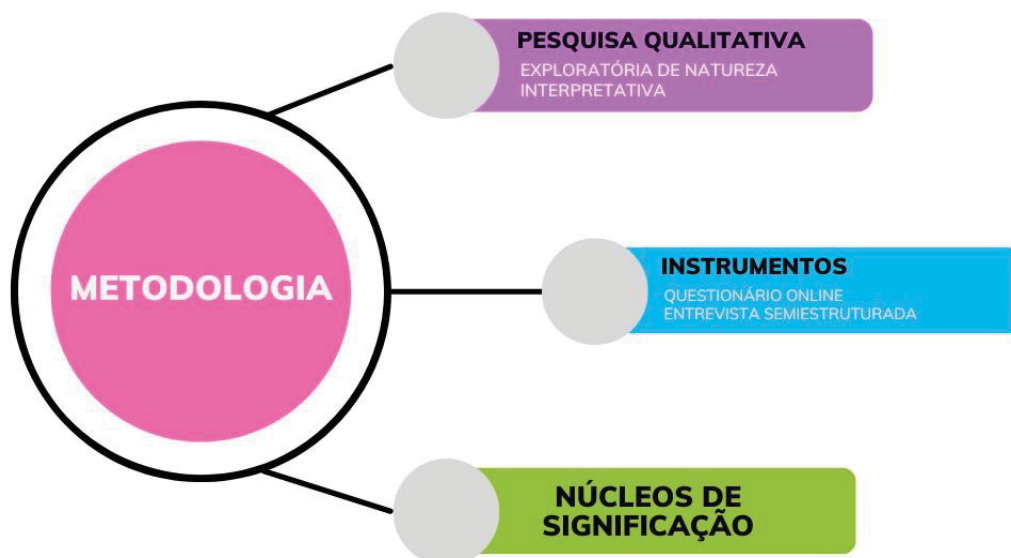 PESQUISA QUALITATIVA
EXPLORATÓRIA DE NATUREZA
INTERPRETATIVA
METODOLOGIA
INSTRUMENTOS
QUESTIONÁRIO ONLINE
ENTREVISTA SEMIESTRUTURADA
NÚCLEOS DE
SIGNIFICAÇÃO